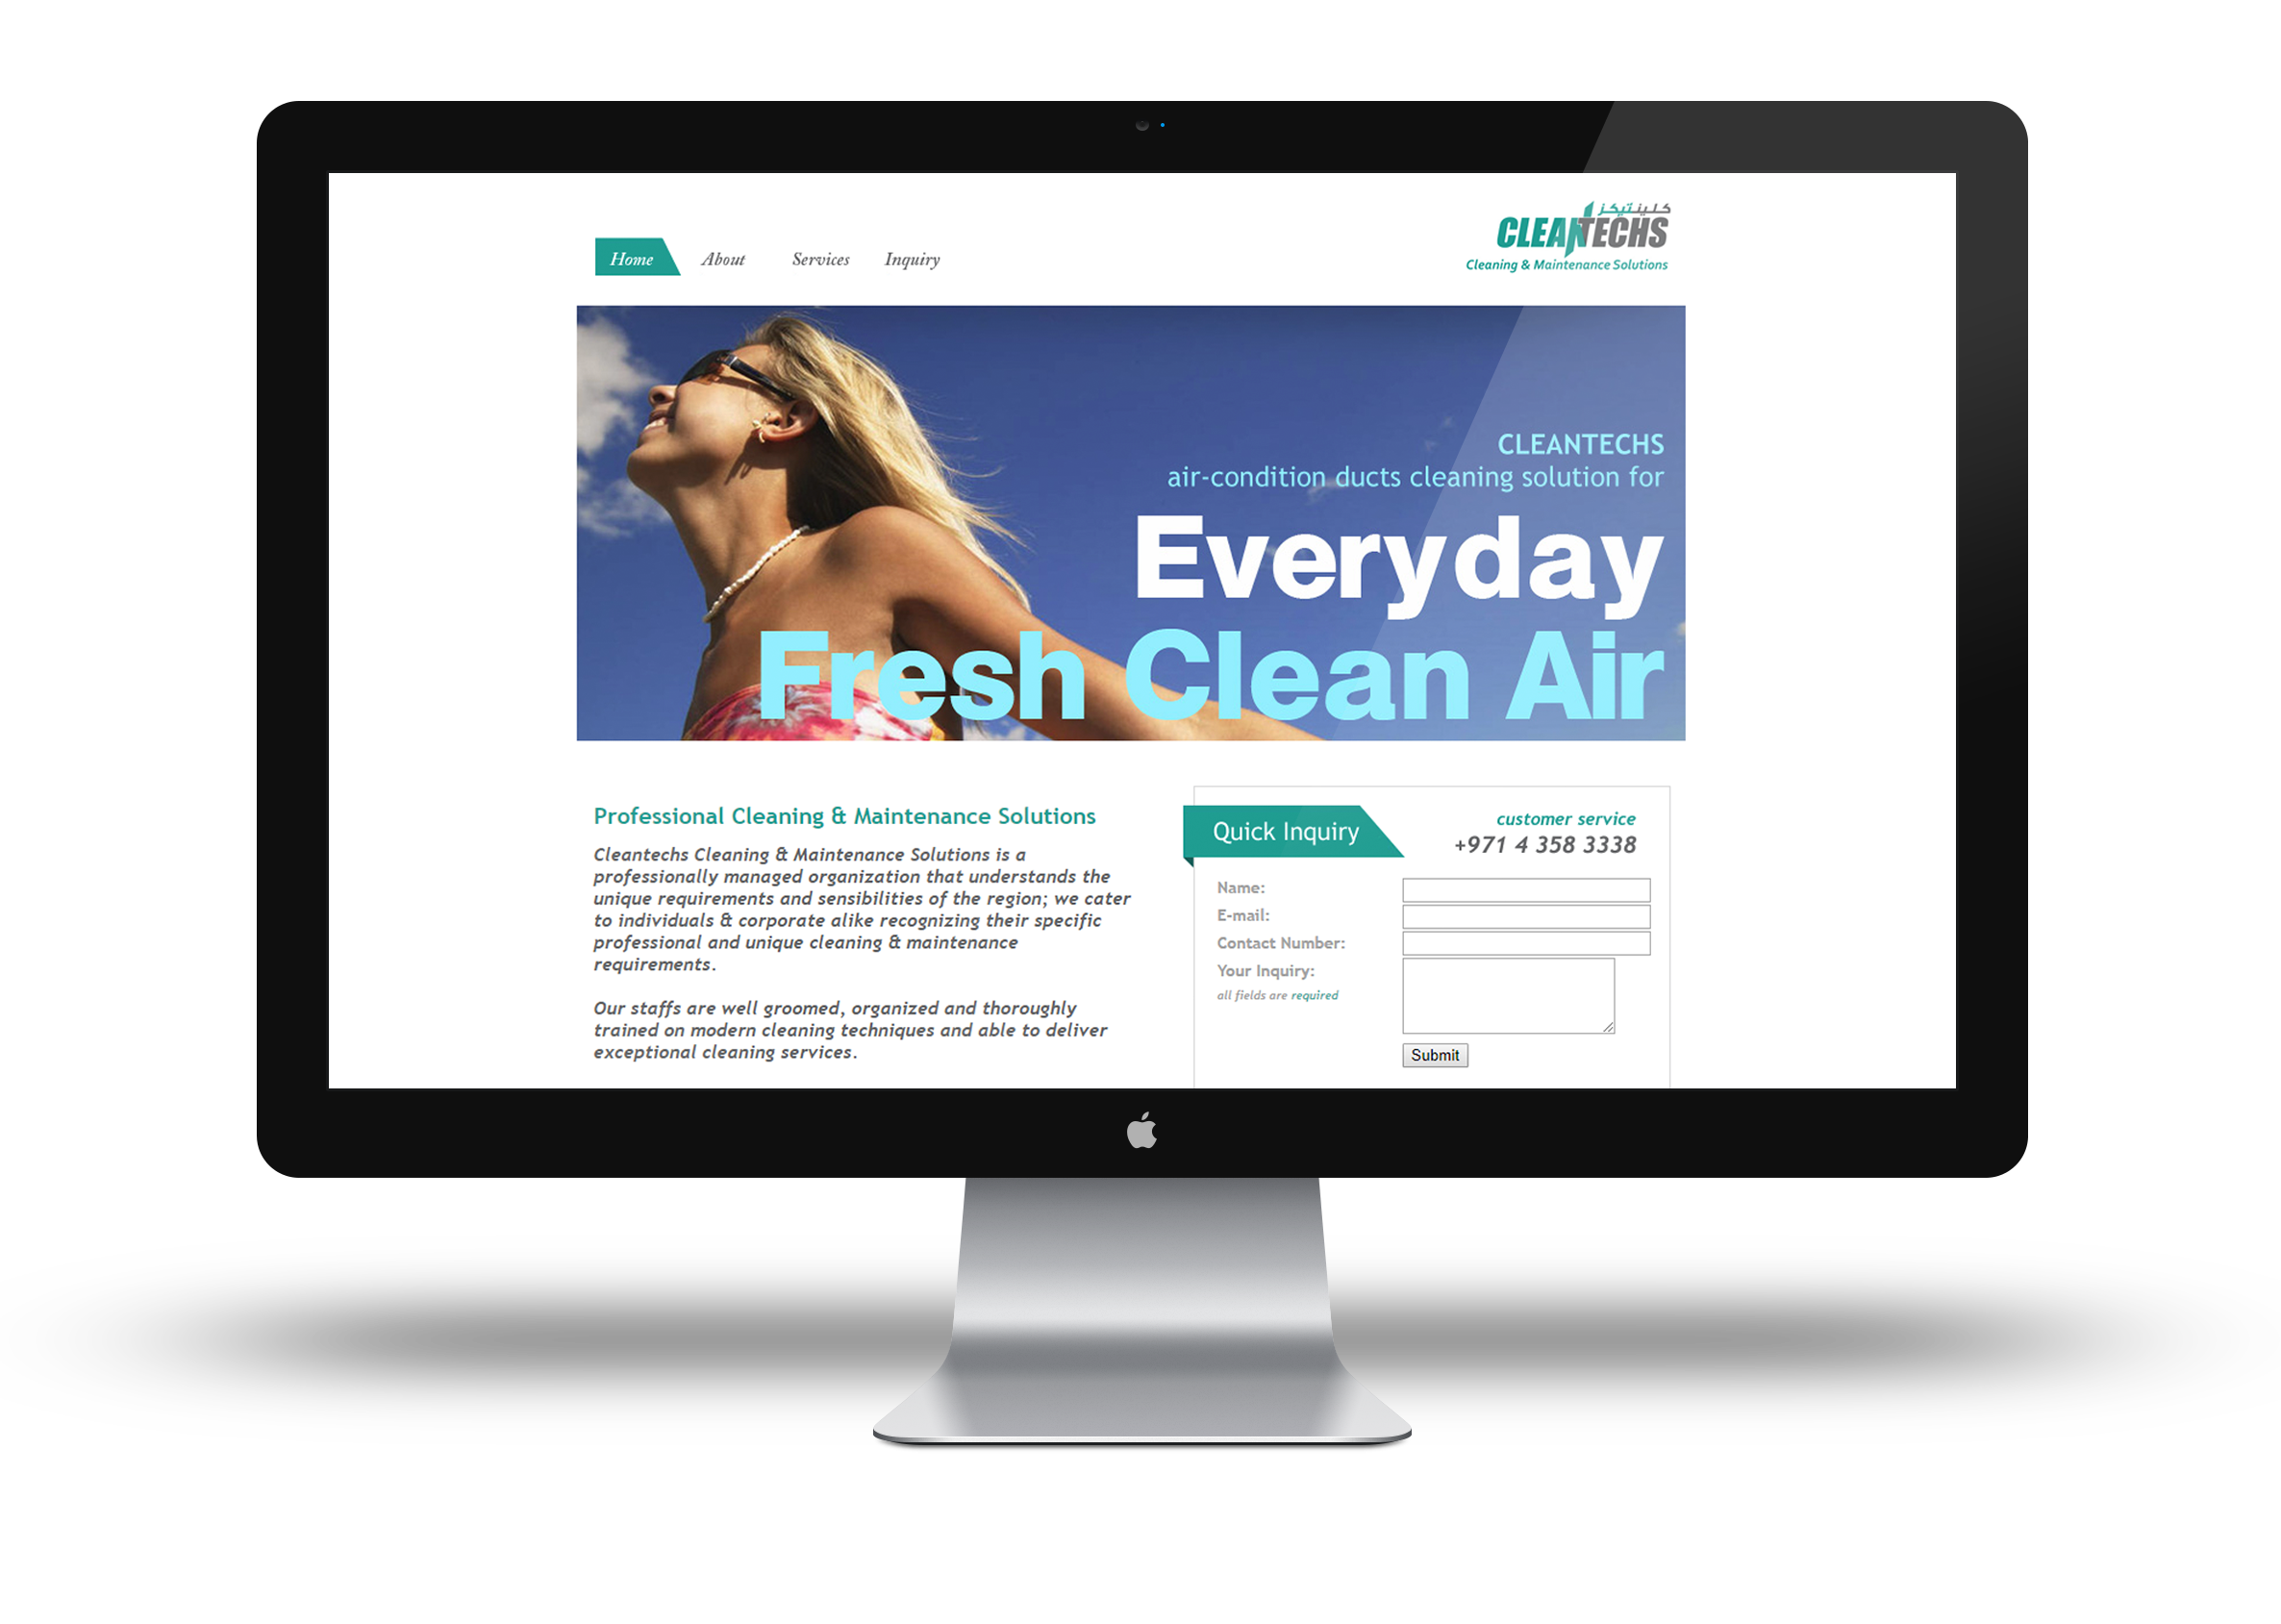 كلينتيكز
CLEANTECHS
Cleaning & Maintenance Solutions
Home About Services Inquiry
CLEANTECHS
air-condition ducts cleaning solution for
Everyday
Fresh Clean Air
Professional Cleaning & Maintenance Solutions
Cleantechs Cleaning & Maintenance Solutions is a
professionally managed organization that understands the
unique requirements and sensibilities of the region; we cater
to individuals & corporate alike recognizing their specific
professional and unique cleaning & maintenance
requirements.
Our staffs are well groomed, organized and thoroughly
trained on modern cleaning techniques and able to deliver
exceptional cleaning services.
Quick Inquiry
customer service
+971 4 358 3338
Name:
E-mail:
Contact Number:
Your Inquiry:
all fields are required
Submit